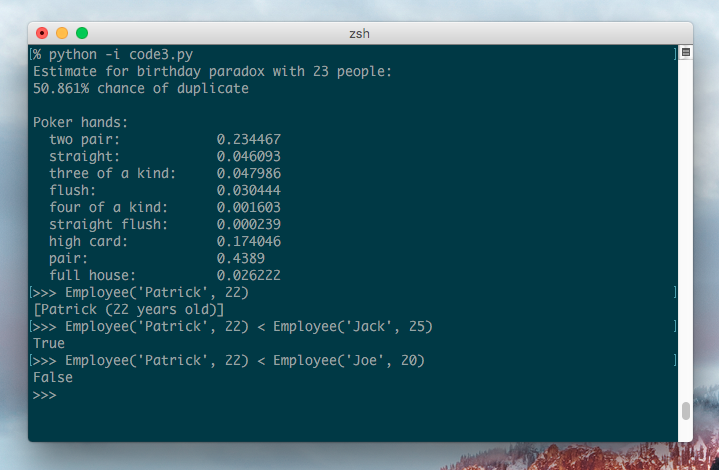 zsh
[% python -i code3.py ]
Estimate for birthday paradox with 23 people:
50.861% chance of duplicate
Poker hands:
two pair: 0.234467
straight: 0.046093
three of a kind: 0.047986
flush: 0.030444
four of a kind: 0.001603
straight flush: 0.000239
high card: 0.174046
pair: 0.4389
full house: 0.026222
[>>> Employee('Patrick', 22) ]
[Patrick (22 years old)]
[>>> Employee('Patrick', 22) < Employee('Jack', 25) ]
True
[>>> Employee('Patrick', 22) < Employee('Joe', 20) ]
False
>>>